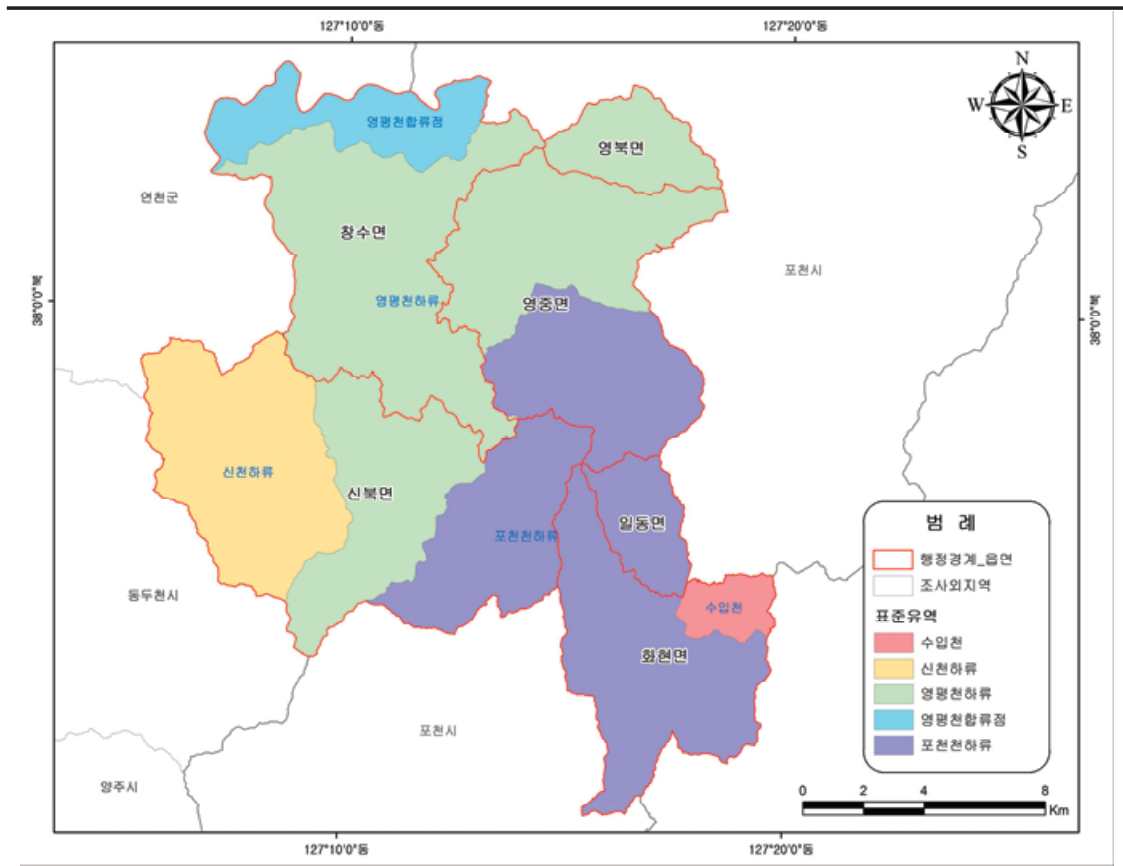 127°10'0"동
127°20'0"동
N
W
E
S
영평천합류점
영북면
연천군
창수면
포천시
38°0'0"북
영평천하류
영중면
38°0'0"북
신천하류
신북면
포천천하류
일동면
동두천시
수입천
화현면
포천시
양주시
범 례
행정경계_읍면
조사외지역
표준유역
수입천
신천하류
영평천하류
영평천합류점
포천천하류
0 2 4 8
Km
127°10'0"동
127°20'0"동